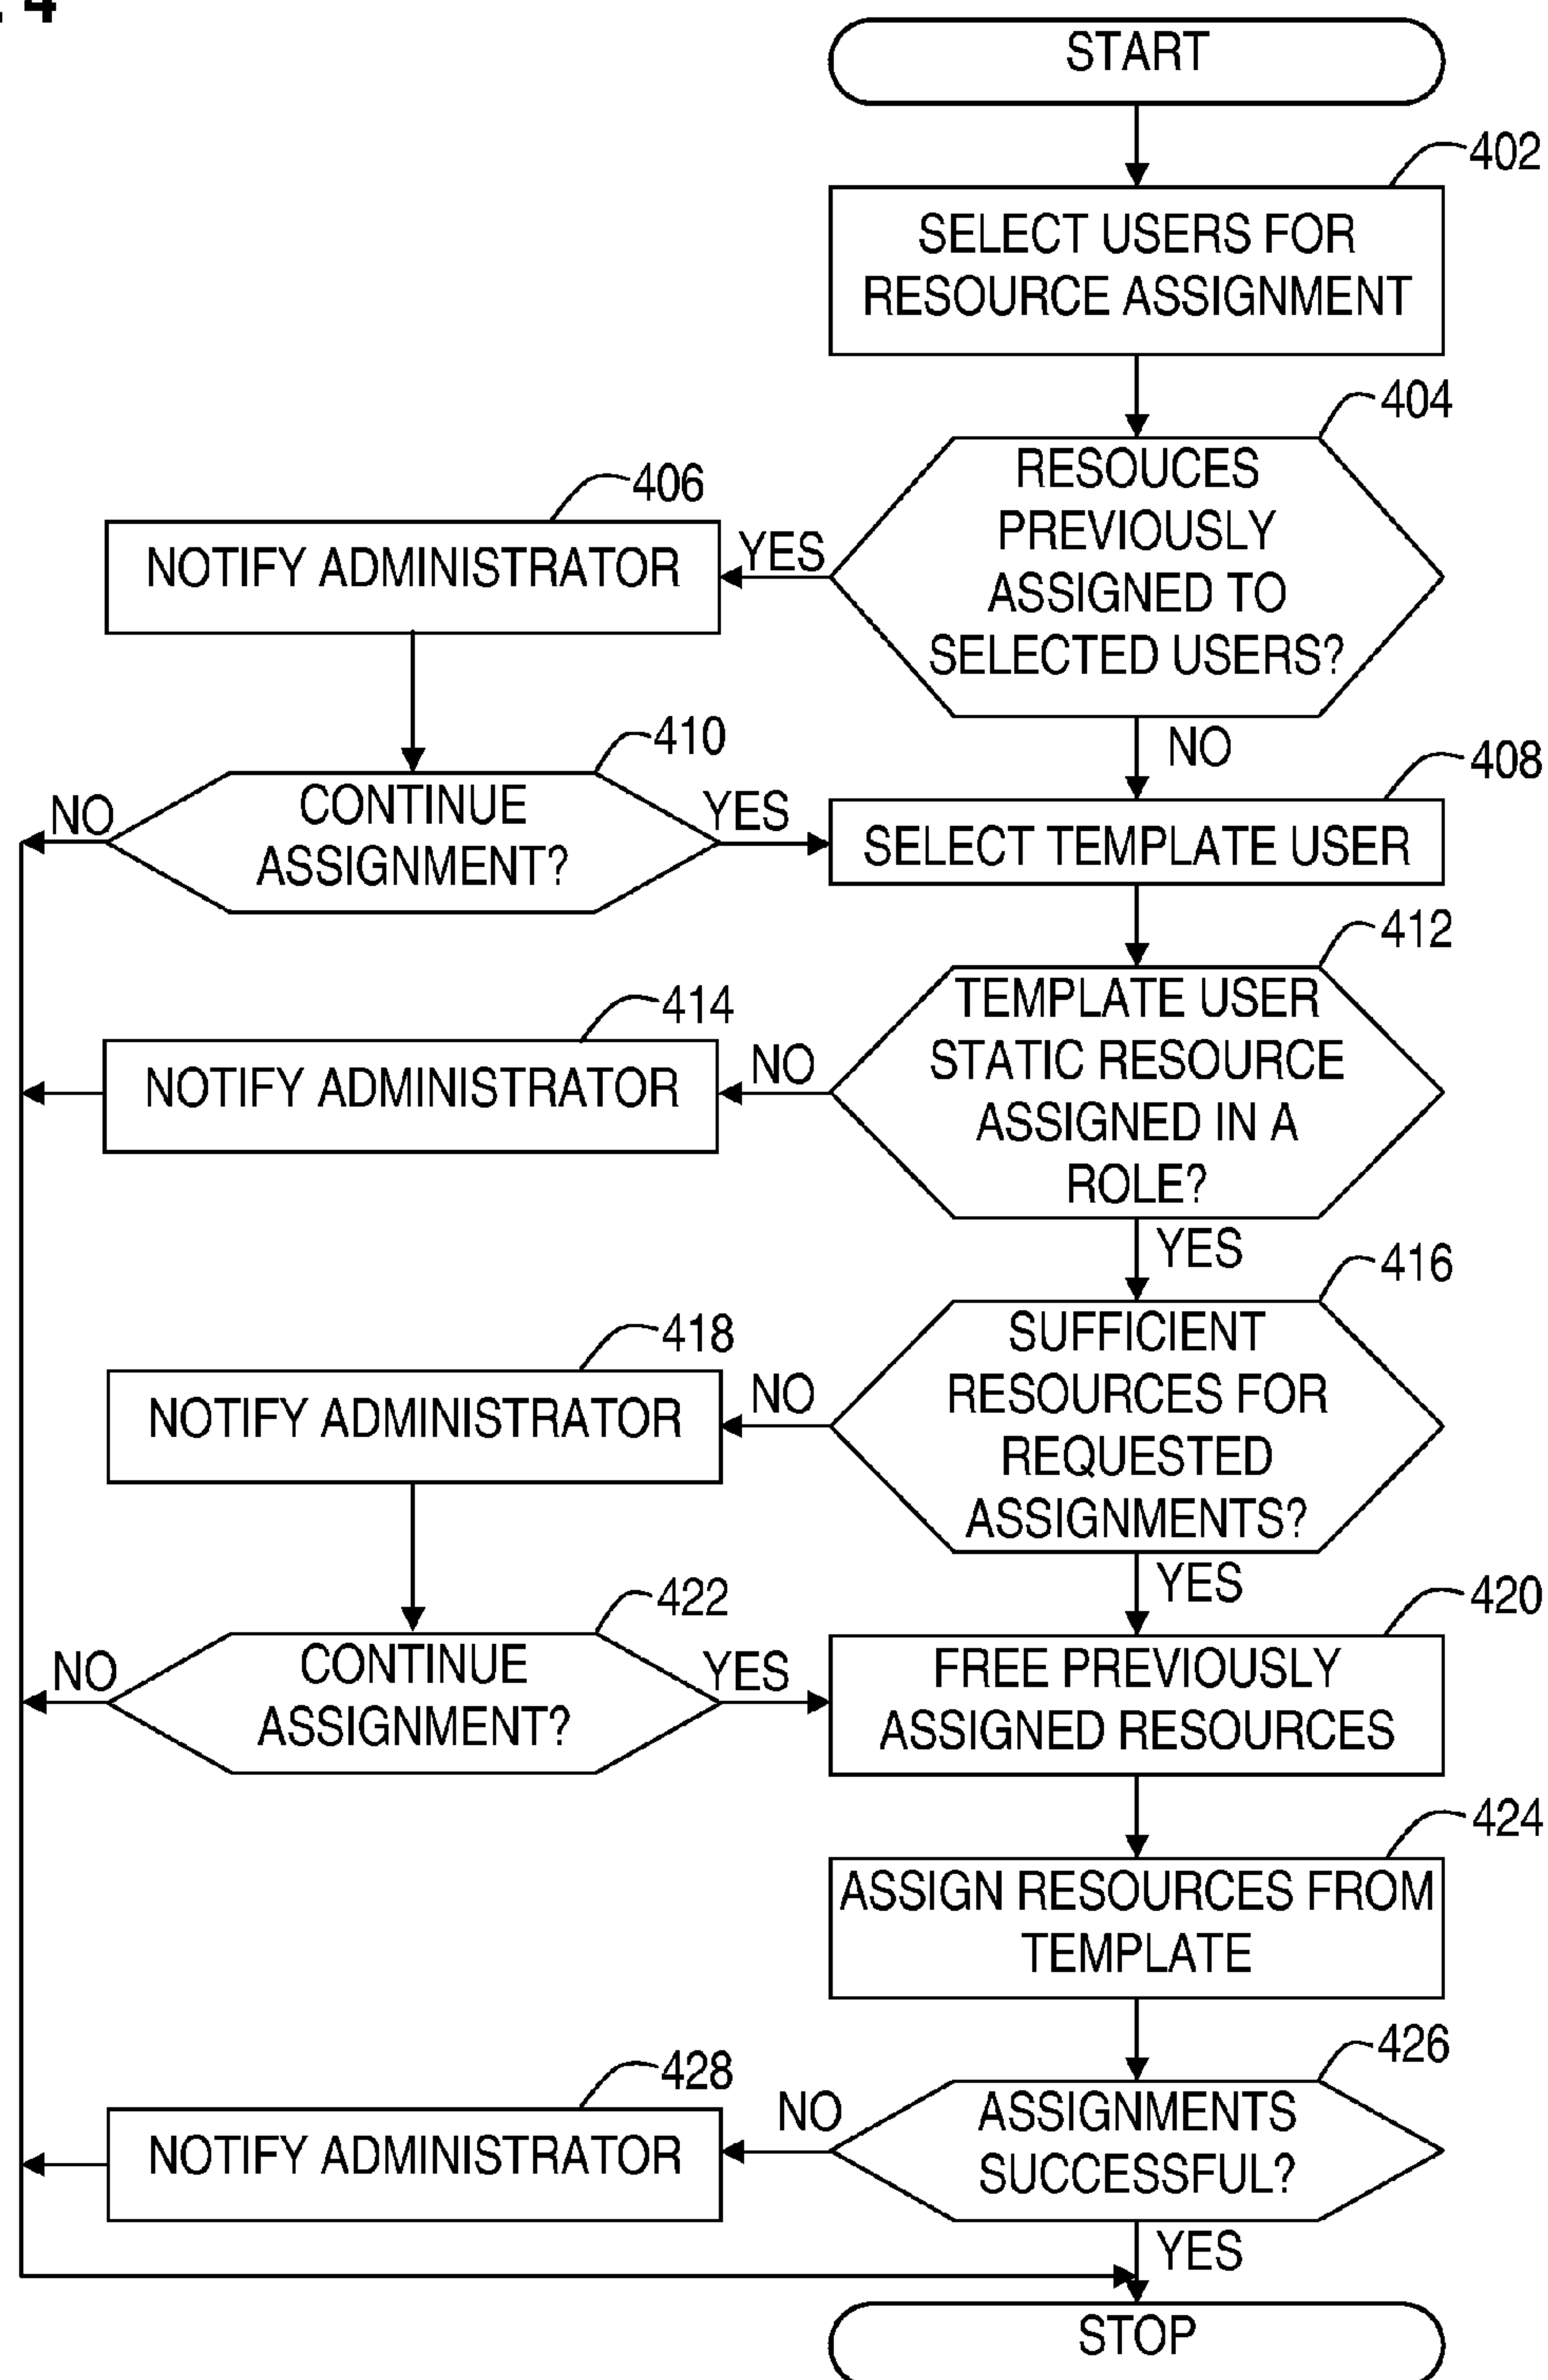 . 4
START
402
SELECT USERS FOR
RESOURCE ASSIGNMENT
404
RESOUCES
PREVIOUSLY
ASSIGNED TO
SELECTED USERS?
406
NOTIFY ADMINISTRATOR
YES
NO
410
CONTINUE
ASSIGNMENT?
NO
YES
408
SELECT TEMPLATE USER
412
TEMPLATE USER
STATIC RESOURCE
ASSIGNED IN A
ROLE?
414
NOTIFY ADMINISTRATOR
NO
YES
416
SUFFICIENT
RESOURCES FOR
REQUESTED
ASSIGNMENTS?
418
NOTIFY ADMINISTRATOR
NO
YES
422
CONTINUE
ASSIGNMENT?
NO
YES
420
FREE PREVIOUSLY
ASSIGNED RESOURCES
424
ASSIGN RESOURCES FROM
TEMPLATE
426
ASSIGNMENTS
SUCCESSFUL?
428
NOTIFY ADMINISTRATOR
NO
YES
STOP